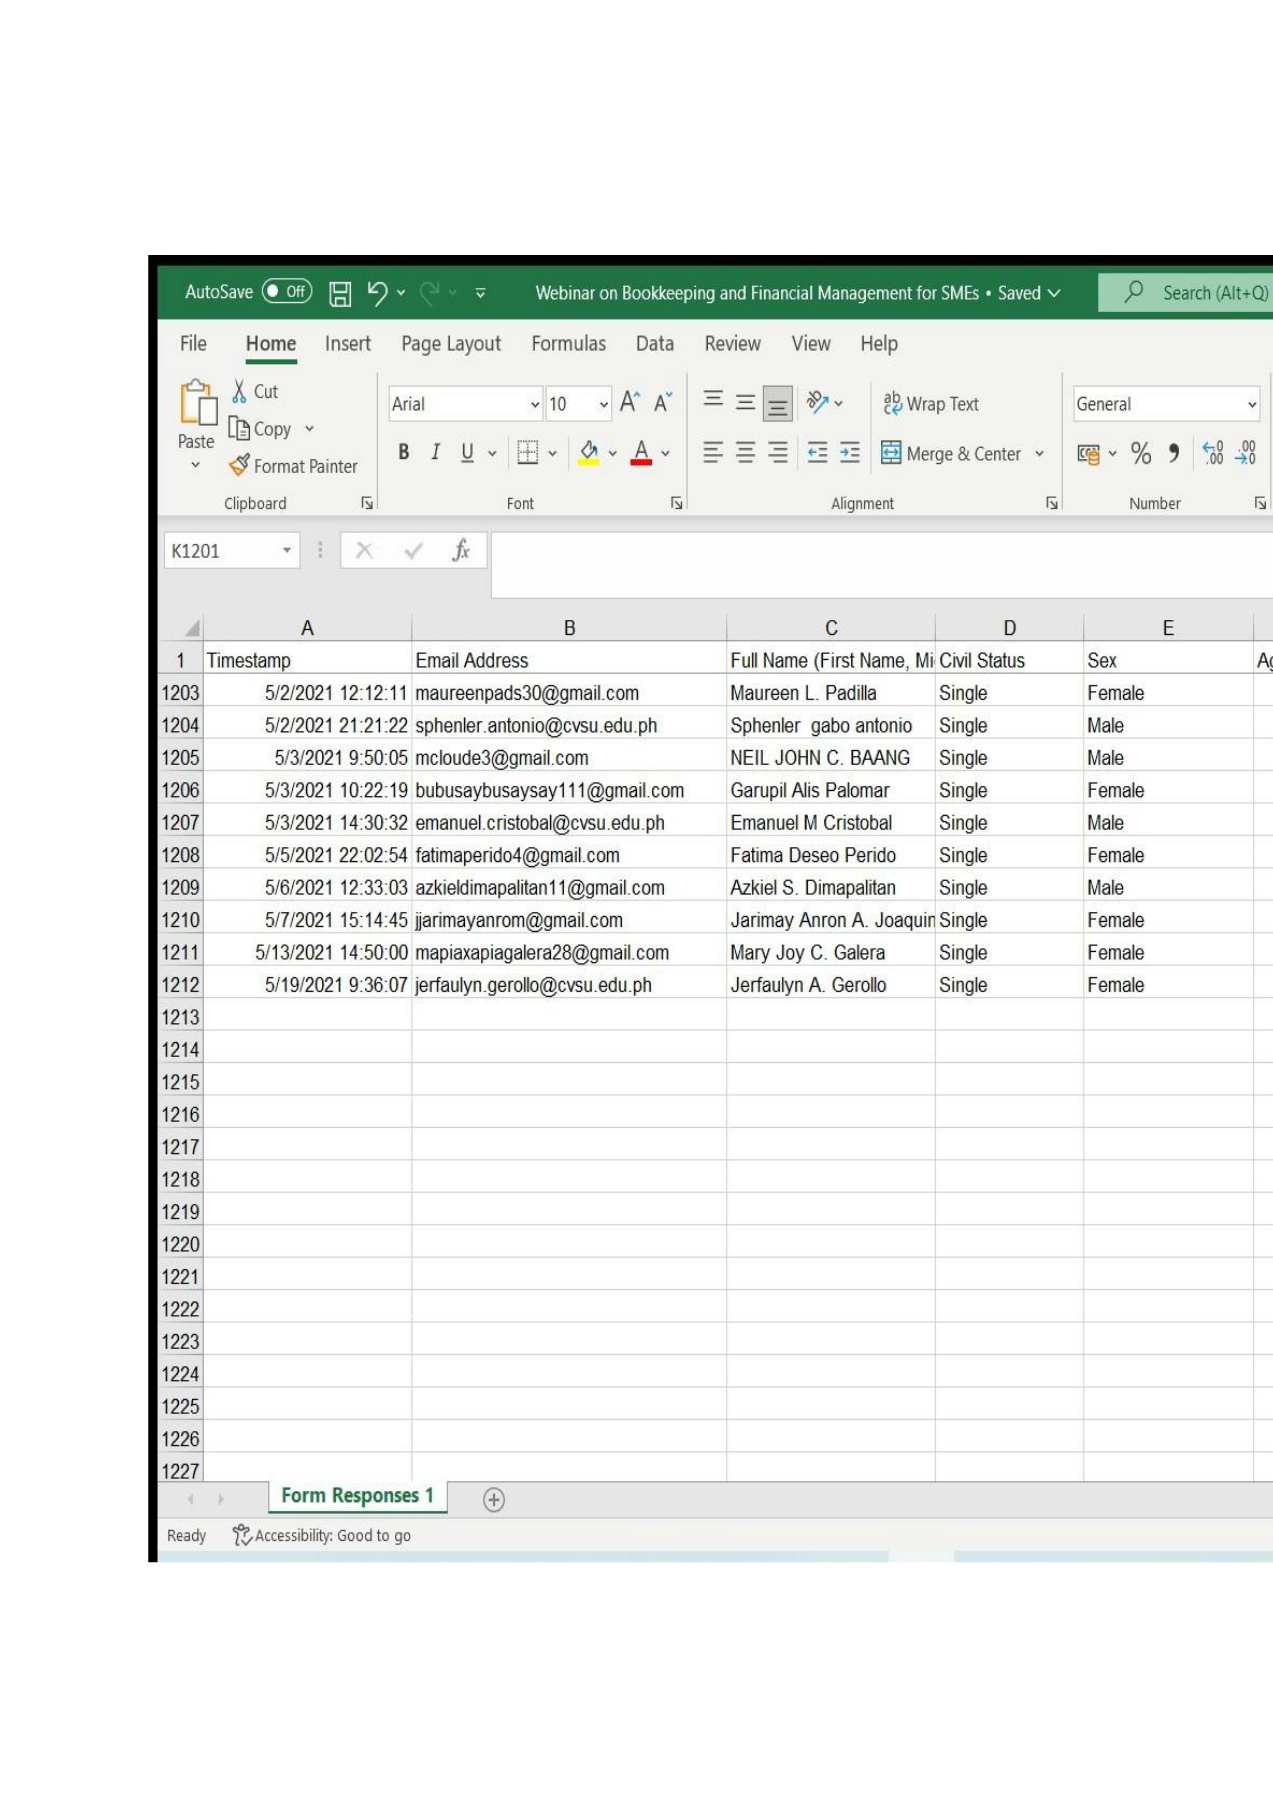 AutoSave Off Webinar on Bookkeeping and Financial Management for SMEs • Saved Search (Alt+Q)
File Home Insert Page Layout Formulas Data Review View Help
Cut
Copy
Paste
Format Painter
Arial 10
B I U A
ab Wrap Text
Merge & Center
General
% .00 .00
Clipboard Font Alignment Number
K1201 fx
A B C D E
1 Timestamp Email Address Full Name (First Name, Mi Civil Status Sex Ag
1203 5/2/2021 12:12:11 maureenpads30@gmail.com Maureen L. Padilla Single Female
1204 5/2/2021 21:21:22 sphenler.antonio@cvsu.edu.ph Sphenler gabo antonio Single Male
1205 5/3/2021 9:50:05 mcloude3@gmail.com NEIL JOHN C. BAANG Single Male
1206 5/3/2021 10:22:19 bubusaybusaysay111@gmail.com Garupil Alis Palomar Single Female
1207 5/3/2021 14:30:32 emanuel.cristobal@cvsu.edu.ph Emanuel M Cristobal Single Male
1208 5/5/2021 22:02:54 fatimaperido4@gmail.com Fatima Deseo Perido Single Female
1209 5/6/2021 12:33:03 azkieldimapalitan11@gmail.com Azkiel S. Dimapalitan Single Male
1210 5/7/2021 15:14:45 jjarimayanrom@gmail.com Jarimay Anron A. Joaquin Single Female
1211 5/13/2021 14:50:00 mapiaxapiagalera28@gmail.com Mary Joy C. Galera Single Female
1212 5/19/2021 9:36:07 jerfaulyn.gerollo@cvsu.edu.ph Jerfaulyn A. Gerollo Single Female
1213
1214
1215
1216
1217
1218
1219
1220
1221
1222
1223
1224
1225
1226
1227
Form Responses 1
Ready Accessibility: Good to go